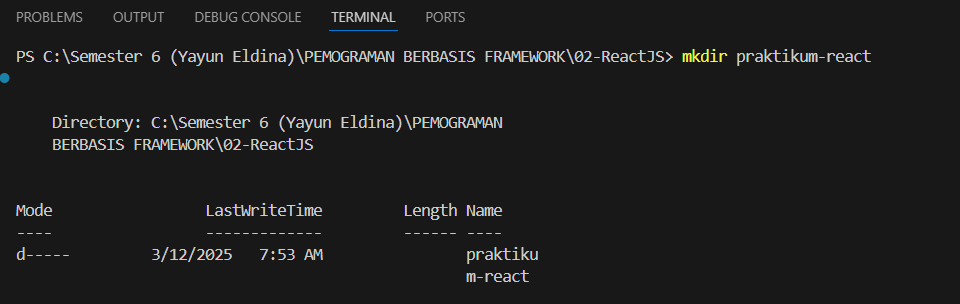 PROBLEMS OUTPUT DEBUG CONSOLE TERMINAL PORTS
PS C:\Semester 6 (Yayun Eldina)\PEMOGRAMAN BERBASIS FRAMEWORK\02-ReactJS> mkdir praktikum-react
Directory: C:\Semester 6 (Yayun Eldina)\PEMOGRAMAN
BERBASIS FRAMEWORK\02-ReactJS
Mode LastWriteTime Length Name
---- ------------- ------ ----
d----- 3/12/2025 7:53 AM praktiku
m-react